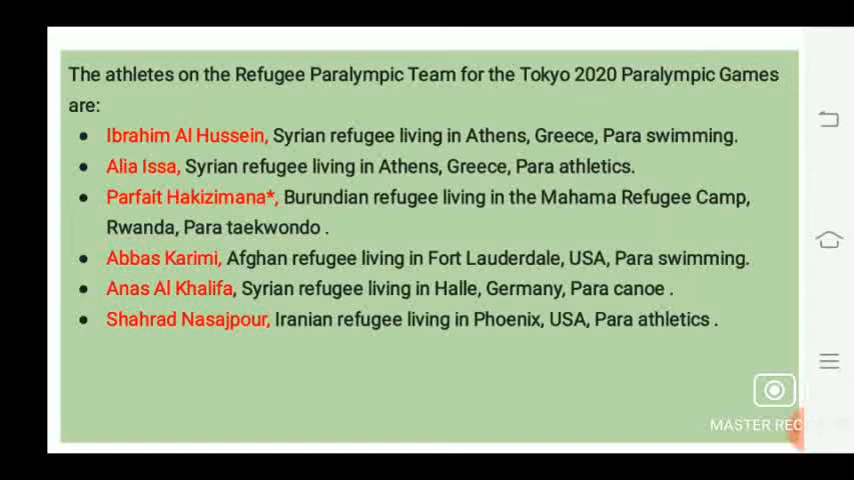 The athletes on the Refugee Paralympic Team for the Tokyo 2020 Paralympic Games
are:
● Ibrahim Al Hussein, Syrian refugee living in Athens, Greece, Para swimming.
● Alia Issa, Syrian refugee living in Athens, Greece, Para athletics.
● Parfait Hakizimana*, Burundian refugee living in the Mahama Refugee Camp,
Rwanda, Para taekwondo .
● Abbas Karimi, Afghan refugee living in Fort Lauderdale, USA, Para swimming.
● Anas Al Khalifa, Syrian refugee living in Halle, Germany, Para canoe .
● Shahrad Nasajpour, Iranian refugee living in Phoenix, USA, Para athletics .
MASTER REC